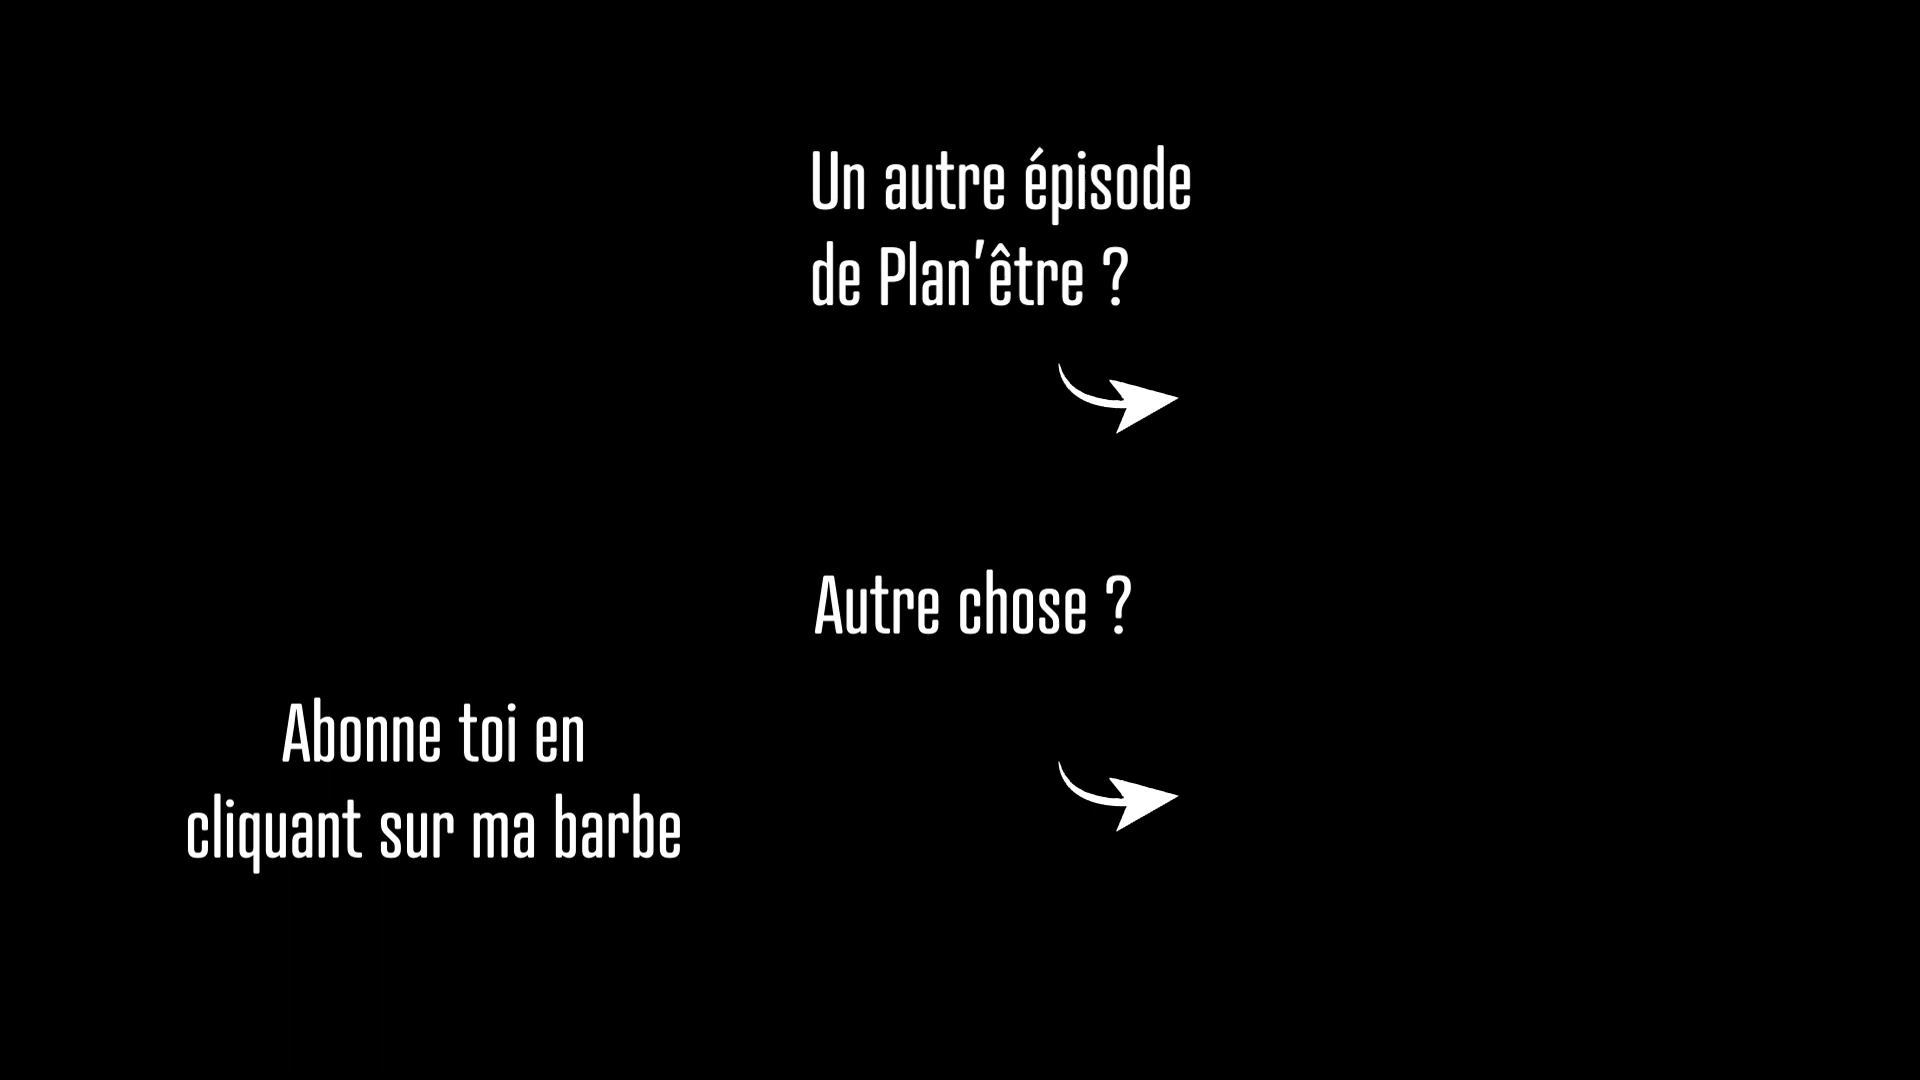 Un autre épisode
de Plan'être ?
Autre chose ?
Abonne toi en
cliquant sur ma barbe